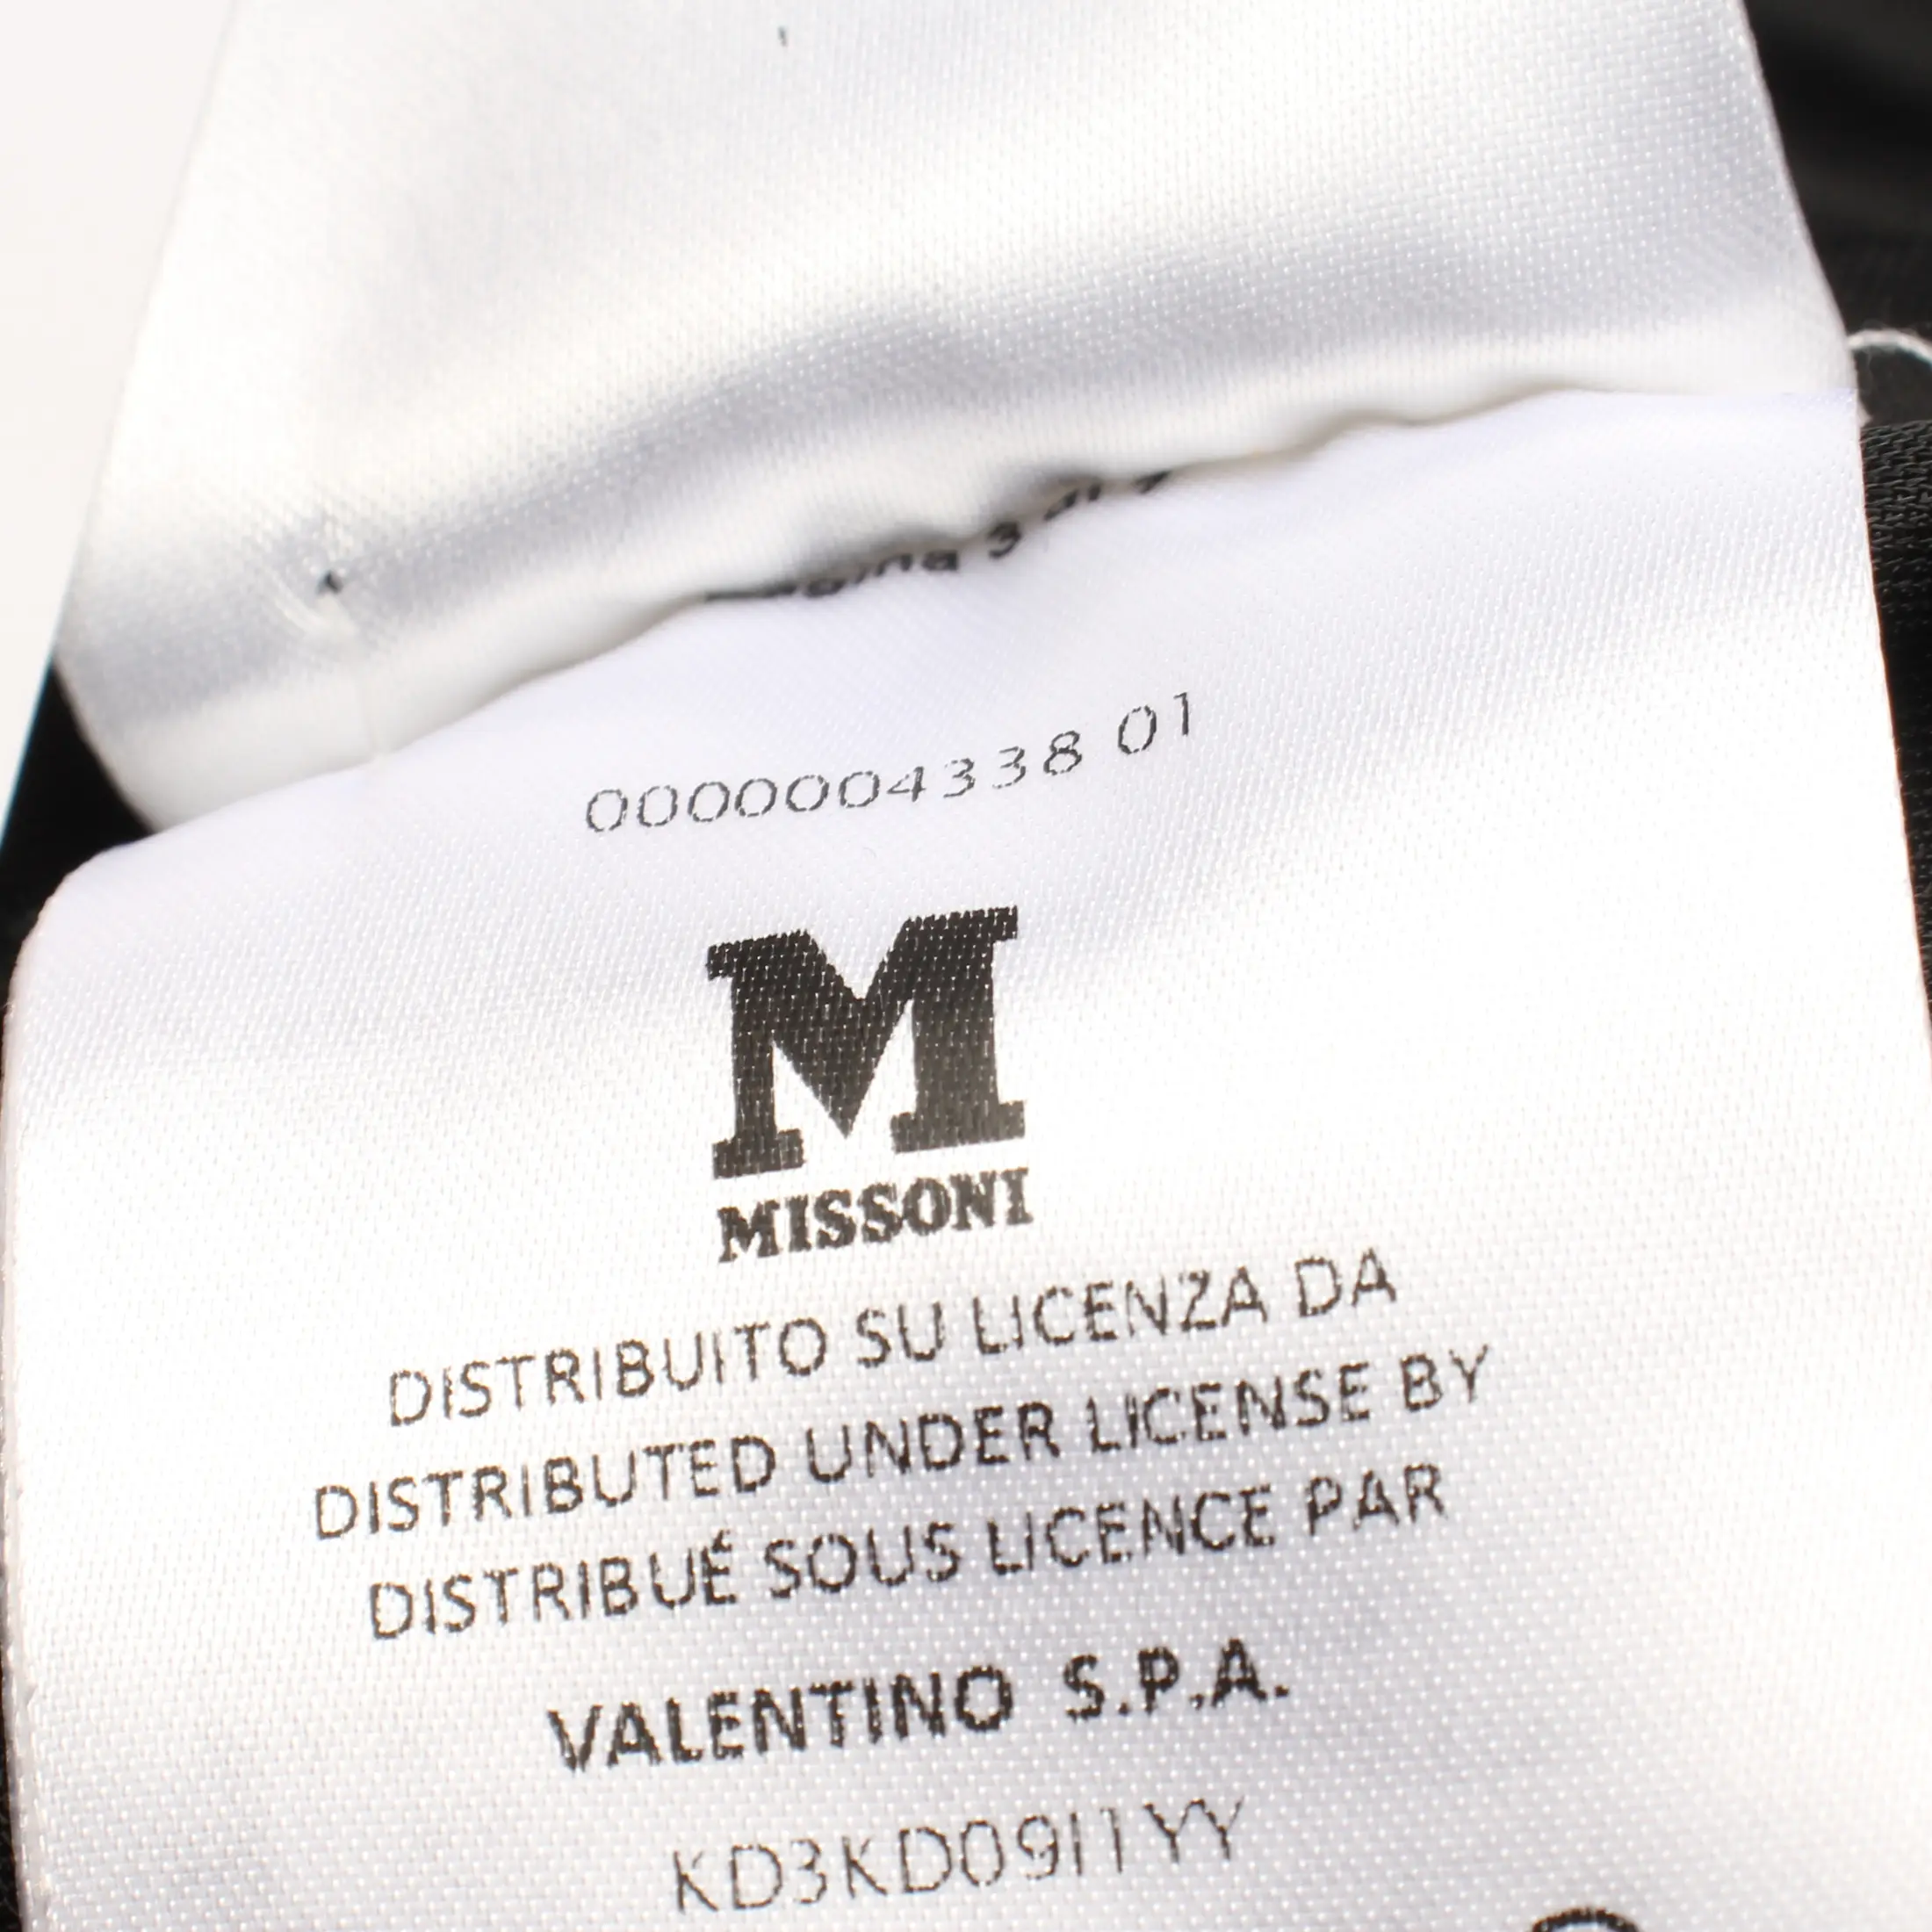 0000004338 01
M
MISSONI
DISTRIBUITO SU LICENZA DA
DISTRIBUTED UNDER LICENSE BY
DISTRIBUÉ SOUS LICENCE PAR
VALENTINO S.P.A.
KD3KD09I1YY